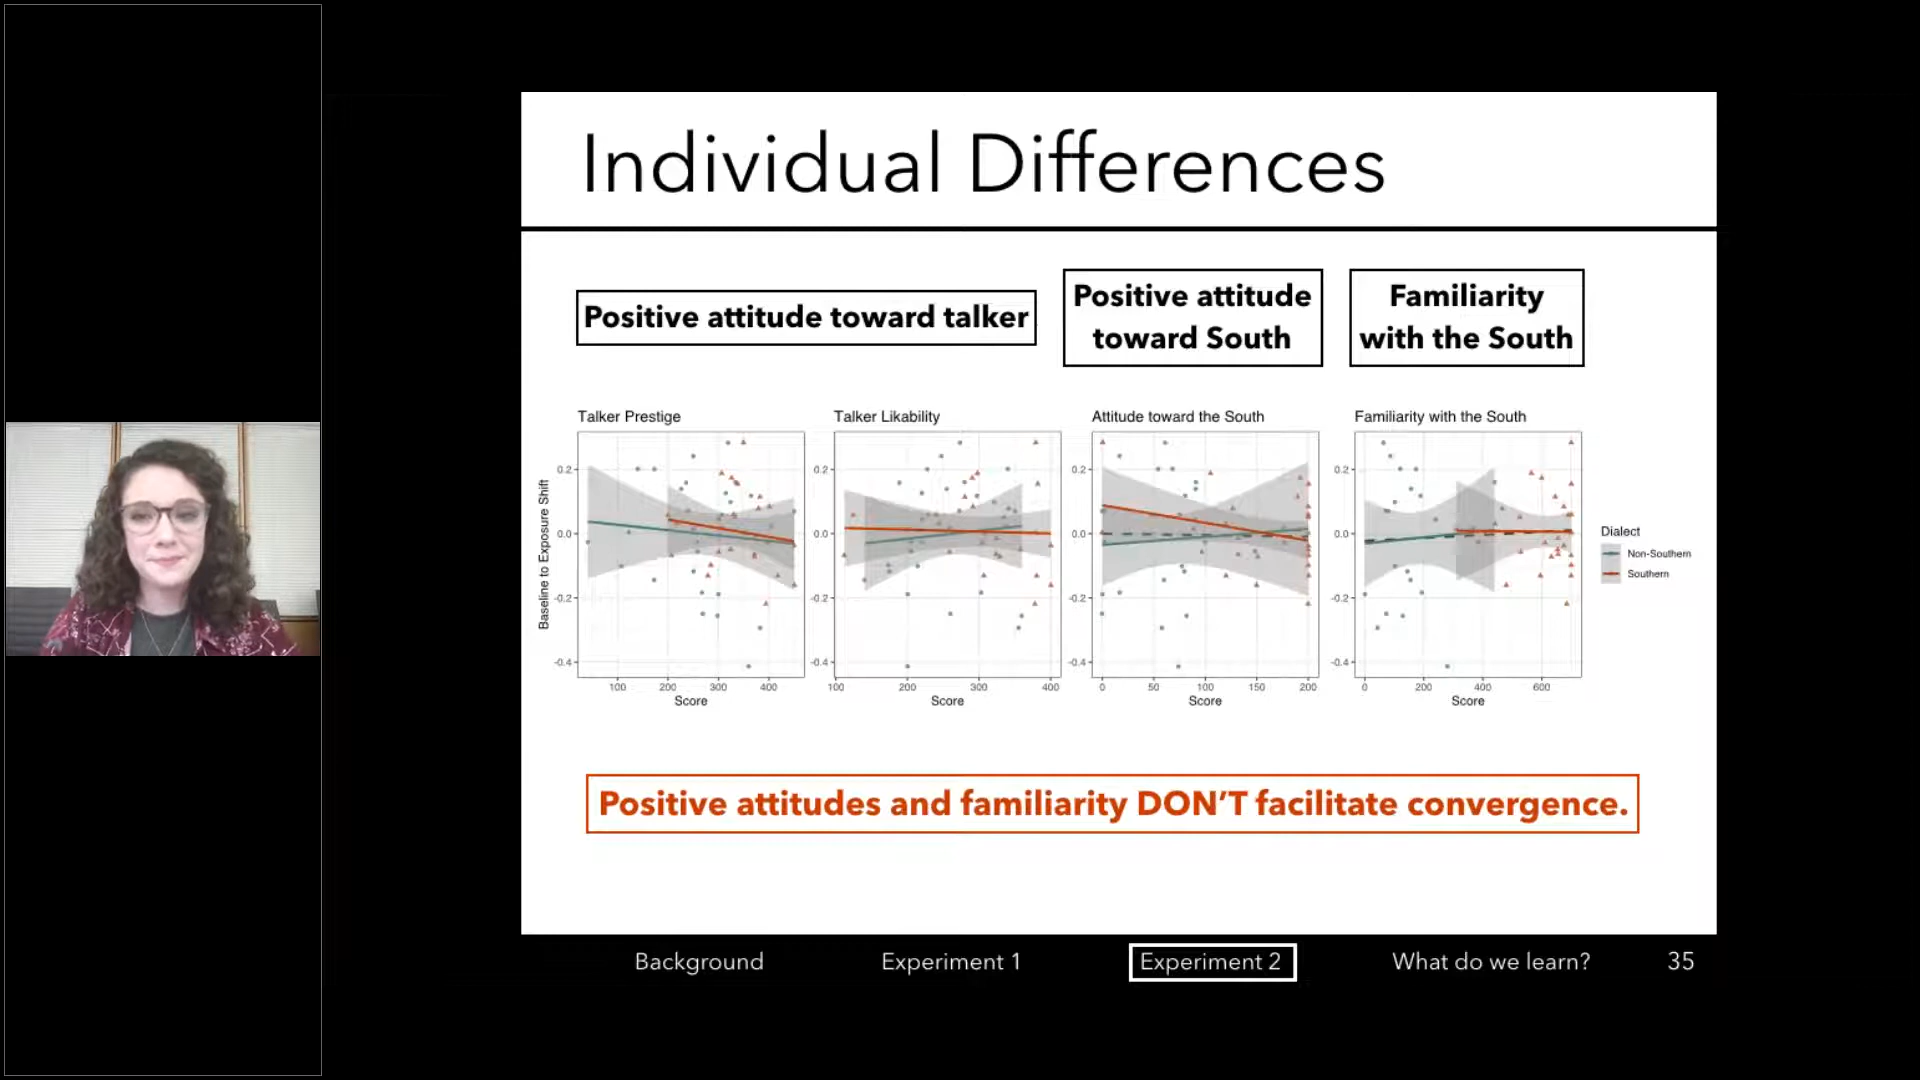 Individual Differences
Positive attitude toward talker
Positive attitude
toward South
Familiarity
with the South
Talker Prestige
Talker Likability
Attitude toward the South
Familiarity with the South
Baseline to Exposure Shift
0.2
0.0
-0.2
-0.4
100 200 300 400
Score
0.2
0.0
-0.2
-0.4
100 200 300 400
Score
0.2
0.0
-0.2
-0.4
0 50 100 150 200
Score
0.2
0.0
-0.2
-0.4
0 200 400 600
Score
Dialect
Non-Southern
Southern
Positive attitudes and familiarity DON'T facilitate convergence.
Background Experiment 1 Experiment 2 What do we learn? 35